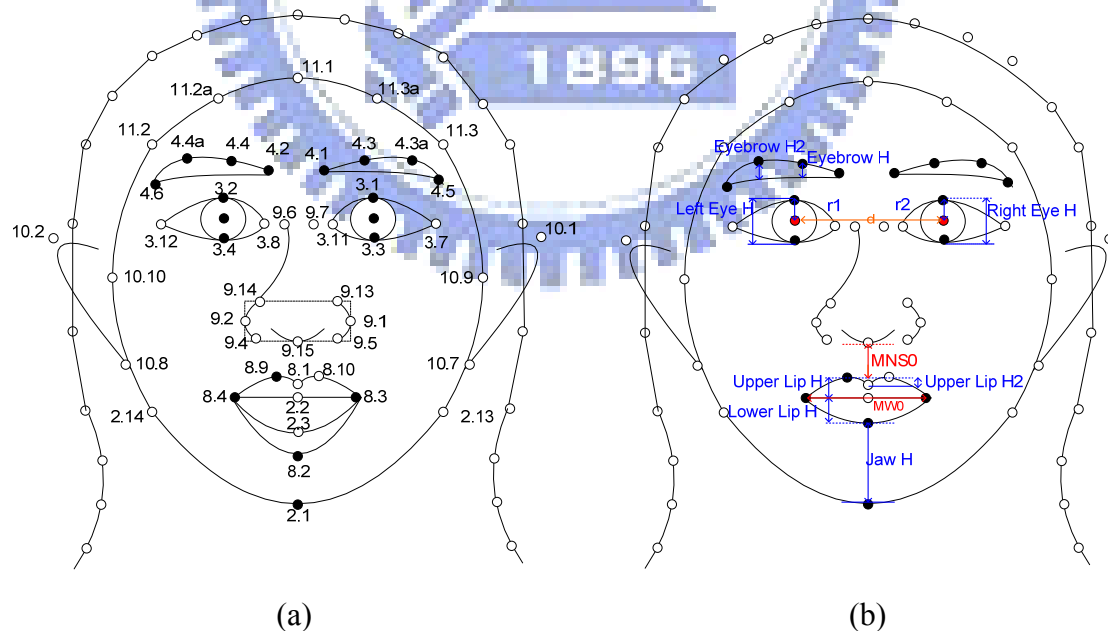 1996
11.1
11.2a 11.3a
11.2 11.3
4.4a 4.4 4.2 4.1 4.3 4.3a
4.6 3.2 3.1 4.5
10.2 3.12 3.8 9.6 9.7 3.11 3.7 10.1
3.4 3.3
10.10 10.9
9.14 9.13
9.2 9.1
9.4 9.15 9.5
10.8 10.7
8.9 8.1 8.10
8.4 8.3
2.2
2.14 2.3 2.13
8.2
2.1
Eyebrow H2
Eyebrow H
Left Eye H r1 d r2 Right Eye H
MNS0
Upper Lip H Upper Lip H2
Lower Lip H MW0
Jaw H
(a) (b)